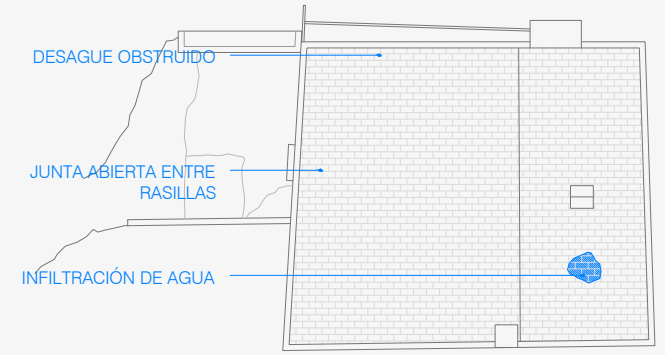 DESAGUE OBSTRUIDO
JUNTA ABIERTA ENTRE
RASILLAS
INFILTRACIÓN DE AGUA